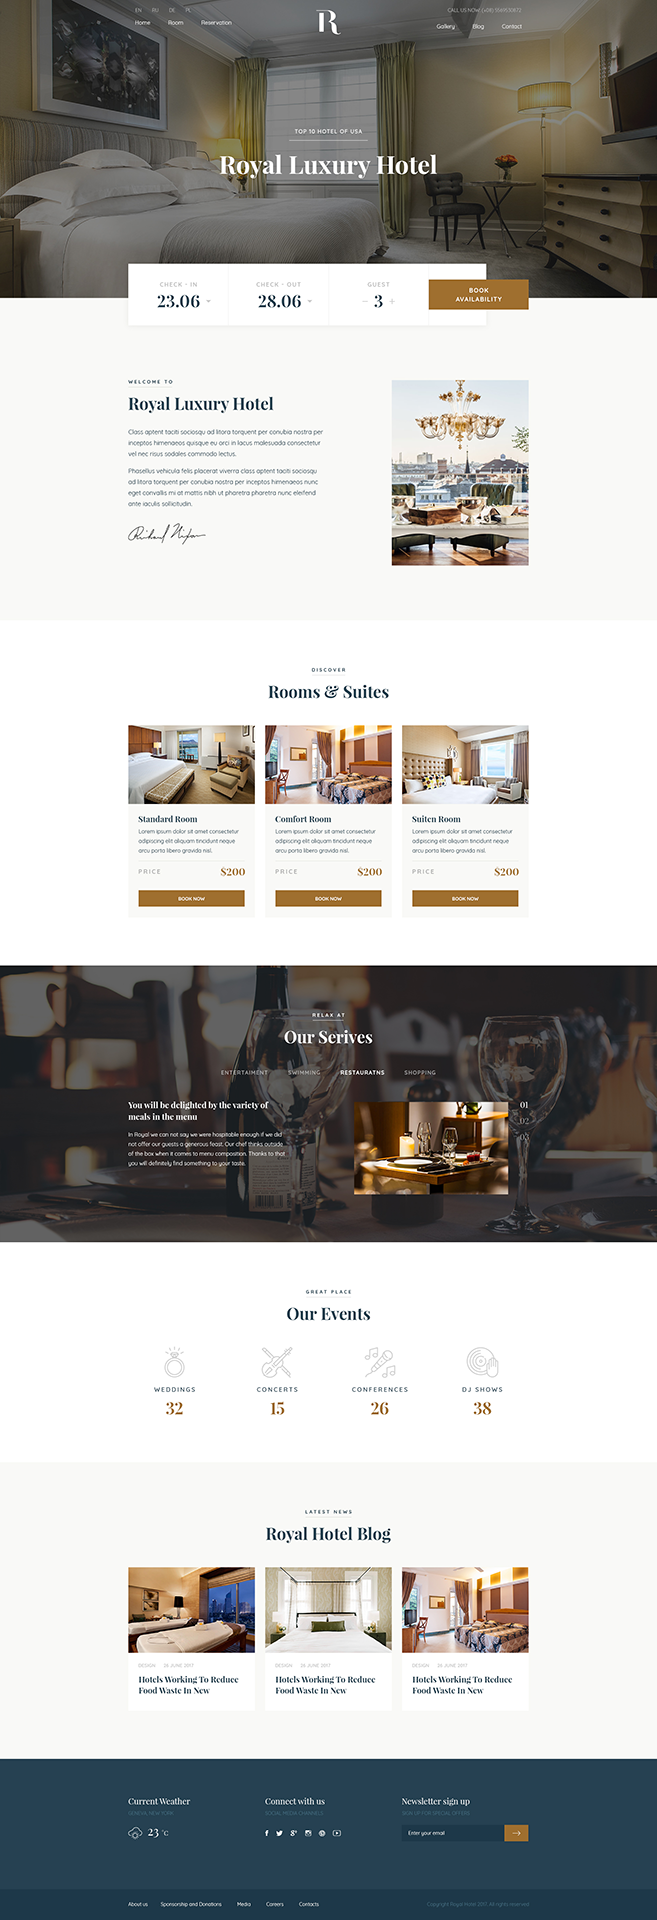 EN RU DE PL
CALL US NOW:
Home Room Reservation
R
Gallery Blog Contact
TOP 10 HOTEL OF USA
Royal Luxury Hotel
CHECK - IN
23.06
CHECK - OUT
28.06
GUEST
− 3 +
BOOK
AVAILABILITY
WELCOME TO
Royal Luxury Hotel
Class aptent taciti sociosqu ad litora torquent per conubia nostra per
inceptos himenaeos quisque eu orci in lacus malesuada consectetur
vel nec risus sodales commodo lectus.
Phasellus vehicula felis placerat viverra class aptent taciti sociosqu
ad litora torquent per conubia nostra per inceptos himenaeos nunc
eget convallis mi at mattis nibh ut pharetra pharetra nunc eleifend
ante iaculis sollicitudin.
Richard Nixon
DISCOVER
Rooms & Suites
Standard Room
Lorem ipsum dolor sit amet consectetur
adipiscing elit aliquam tincidunt neque
arcu porta libero gravida nisl.
PRICE $200
BOOK NOW
Comfort Room
Lorem ipsum dolor sit amet consectetur
adipiscing elit aliquam tincidunt neque
arcu porta libero gravida nisl.
PRICE $200
BOOK NOW
Suiten Room
Lorem ipsum dolor sit amet consectetur
adipiscing elit aliquam tincidunt neque
arcu porta libero gravida nisl.
PRICE $200
BOOK NOW
RELAX AT
Our Serives
ENTERTAIMENT SWIMMING RESTAURATNS SHOPPING
You will be delighted by the variety of
meals in the menu
In Royal we can not say we were hospitable enough if we did
not offer our guests a generous feast. Our chef thinks outside
of the box when it comes to menu composition. Thanks to that
you will definitely find something to your taste.
01
02
03
GREAT PLACE
Our Events
WEDDINGS
32
CONCERTS
15
CONFERENCES
26
DJ SHOWS
38
LATEST NEWS
Royal Hotel Blog
DESIGN 26 JUNE 2017
Hotels Working To Reduce
Food Waste In New
DESIGN 26 JUNE 2017
Hotels Working To Reduce
Food Waste In New
DESIGN 26 JUNE 2017
Hotels Working To Reduce
Food Waste In New
Current Weather
GENEVA, NEW YORK
23 °C
Connect with us
SOCIAL MEDIA CHANNELS
Newsletter sign up
SIGN UP FOR SPECIAL OFFERS
Enter your email
About us Sponsorship and Donations Media Careers Contacts
Copyright Royal Hotel 2017. All rights reserved